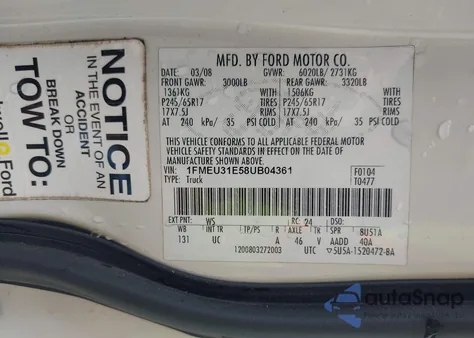 NOTICE
IN THE EVENT OF AN
ACCIDENT
OR
BREAK DOWN
TOW TO:
Ford
MFD. BY FORD MOTOR CO.
DATE: 03/08 GVWR: 6020LB/ 2731KG
FRONT GAWR: 3000LB REAR GAWR: 3320LB
1361KG WITH 1506KG WITH
P245/65R17 TIRES P245/65R17 TIRES
17X7.5J RIMS 17X7.5J RIMS
AT 240 kPa/ 35 PSI COLD AT 240 kPa/ 35 PSI COLD
THIS VEHICLE CONFORMS TO ALL APPLICABLE FEDERAL MOTOR
VEHICLE SAFETY STANDARDS IN EFFECT ON THE DATE OF
MANUFACTURE SHOWN ABOVE.
VIN: 1FMEU31E58UB04361 F0104
TYPE: Truck T0477
EXT PNT: WS RC: 24 DSO:
WB INT TR TP/PS R AXLE TR SPR 8U51A
131 UC A 46 V AADD 40A
1200803272003 UTC 5U5A-1520472-BA
autoSnap